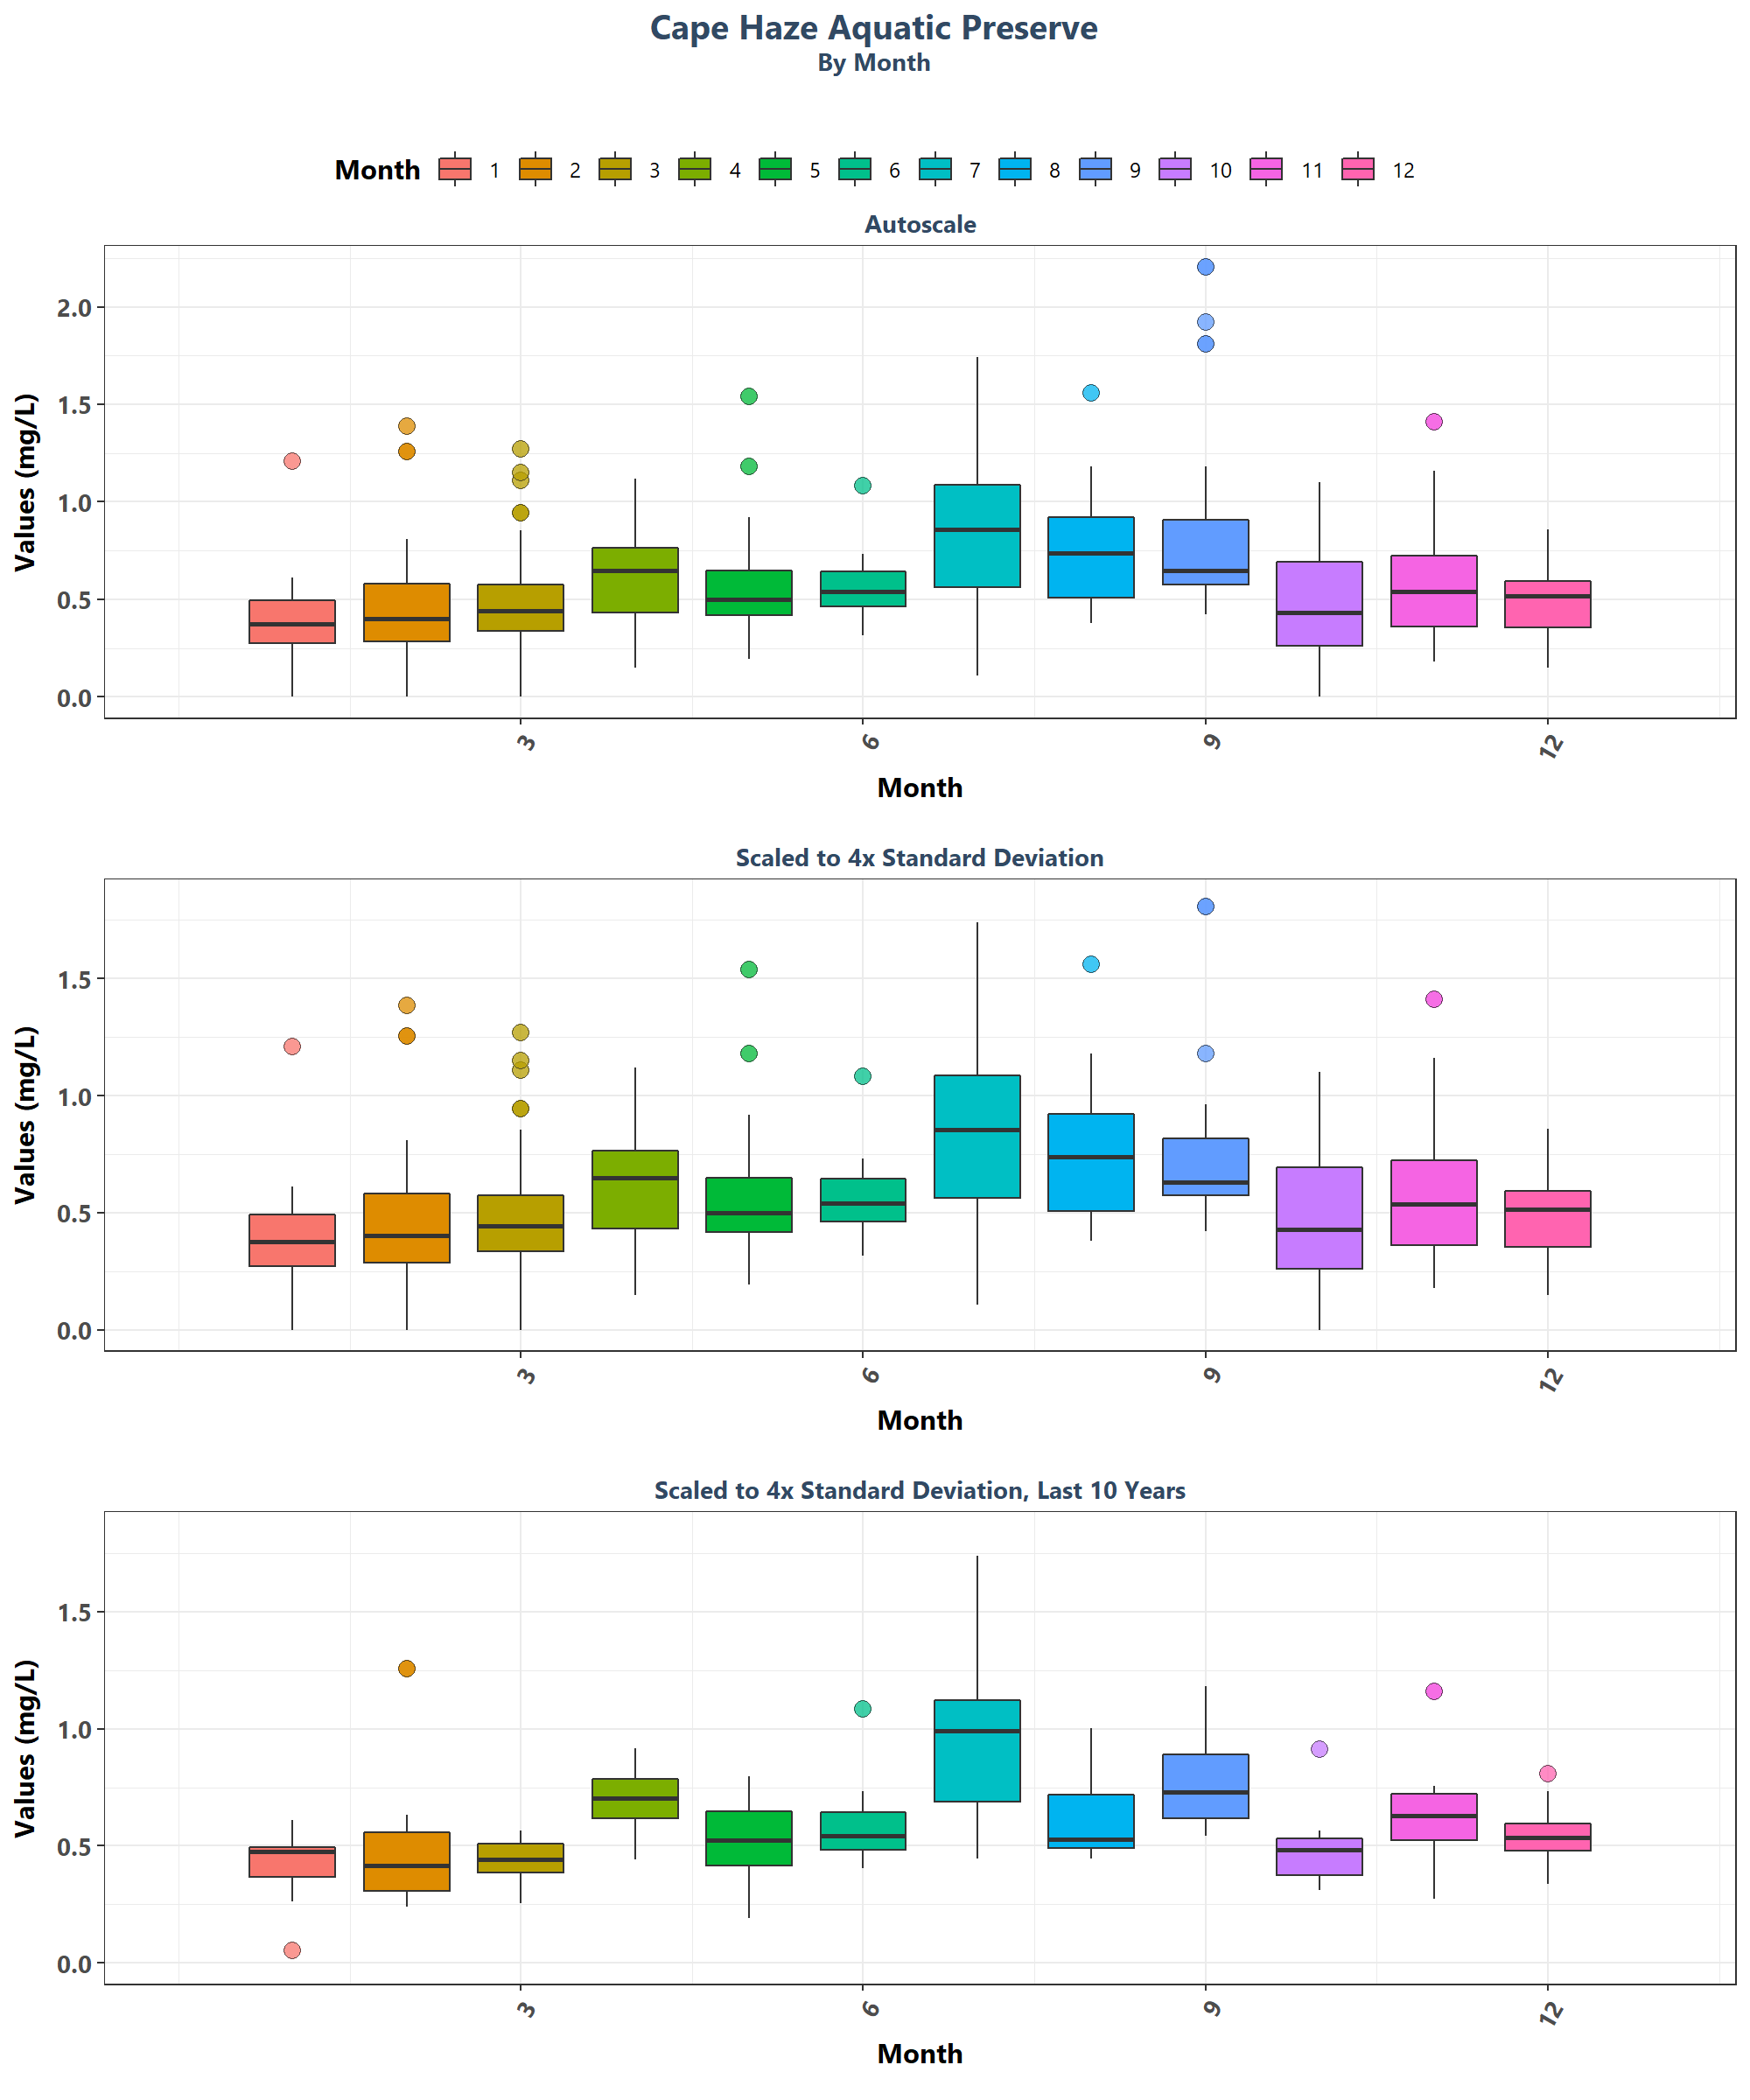 Cape Haze Aquatic Preserve
By Month
Month 1 2 3 4 5 6 7 8 9 10 11 12
Autoscale
Values (mg/L)
2.0
1.5
1.0
0.5
0.0
3 6 9 12
Month
Scaled to 4x Standard Deviation
Values (mg/L)
1.5
1.0
0.5
0.0
3 6 9 12
Month
Scaled to 4x Standard Deviation, Last 10 Years
Values (mg/L)
1.5
1.0
0.5
0.0
3 6 9 12
Month